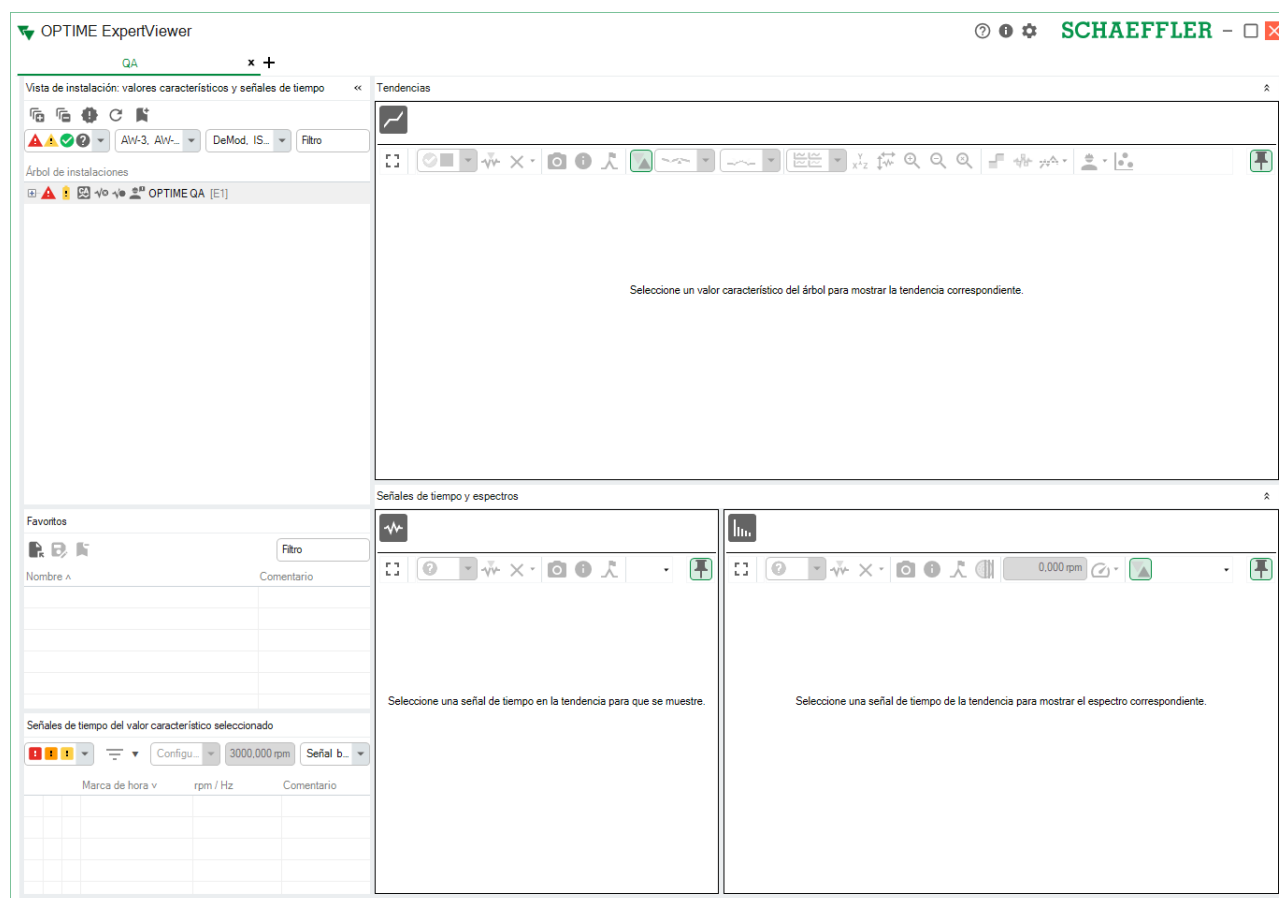 OPTIME ExpertViewer
SCHAEFFLER
QA
Vista de instalación: valores característicos y señales de tiempo
AW-3, AW-...
DeMod, IS...
Filtro
Árbol de instalaciones
OPTIME QA [E1]
Tendencias
Seleccione un valor característico del árbol para mostrar la tendencia correspondiente.
Favoritos
Filtro
Nombre
Comentario
Señales de tiempo del valor característico seleccionado
Configu...
3000,000 rpm
Señal b...
Marca de hora
rpm / Hz
Comentario
Señales de tiempo y espectros
Seleccione una señal de tiempo en la tendencia para que se muestre.
0,000 rpm
Seleccione una señal de tiempo de la tendencia para mostrar el espectro correspondiente.